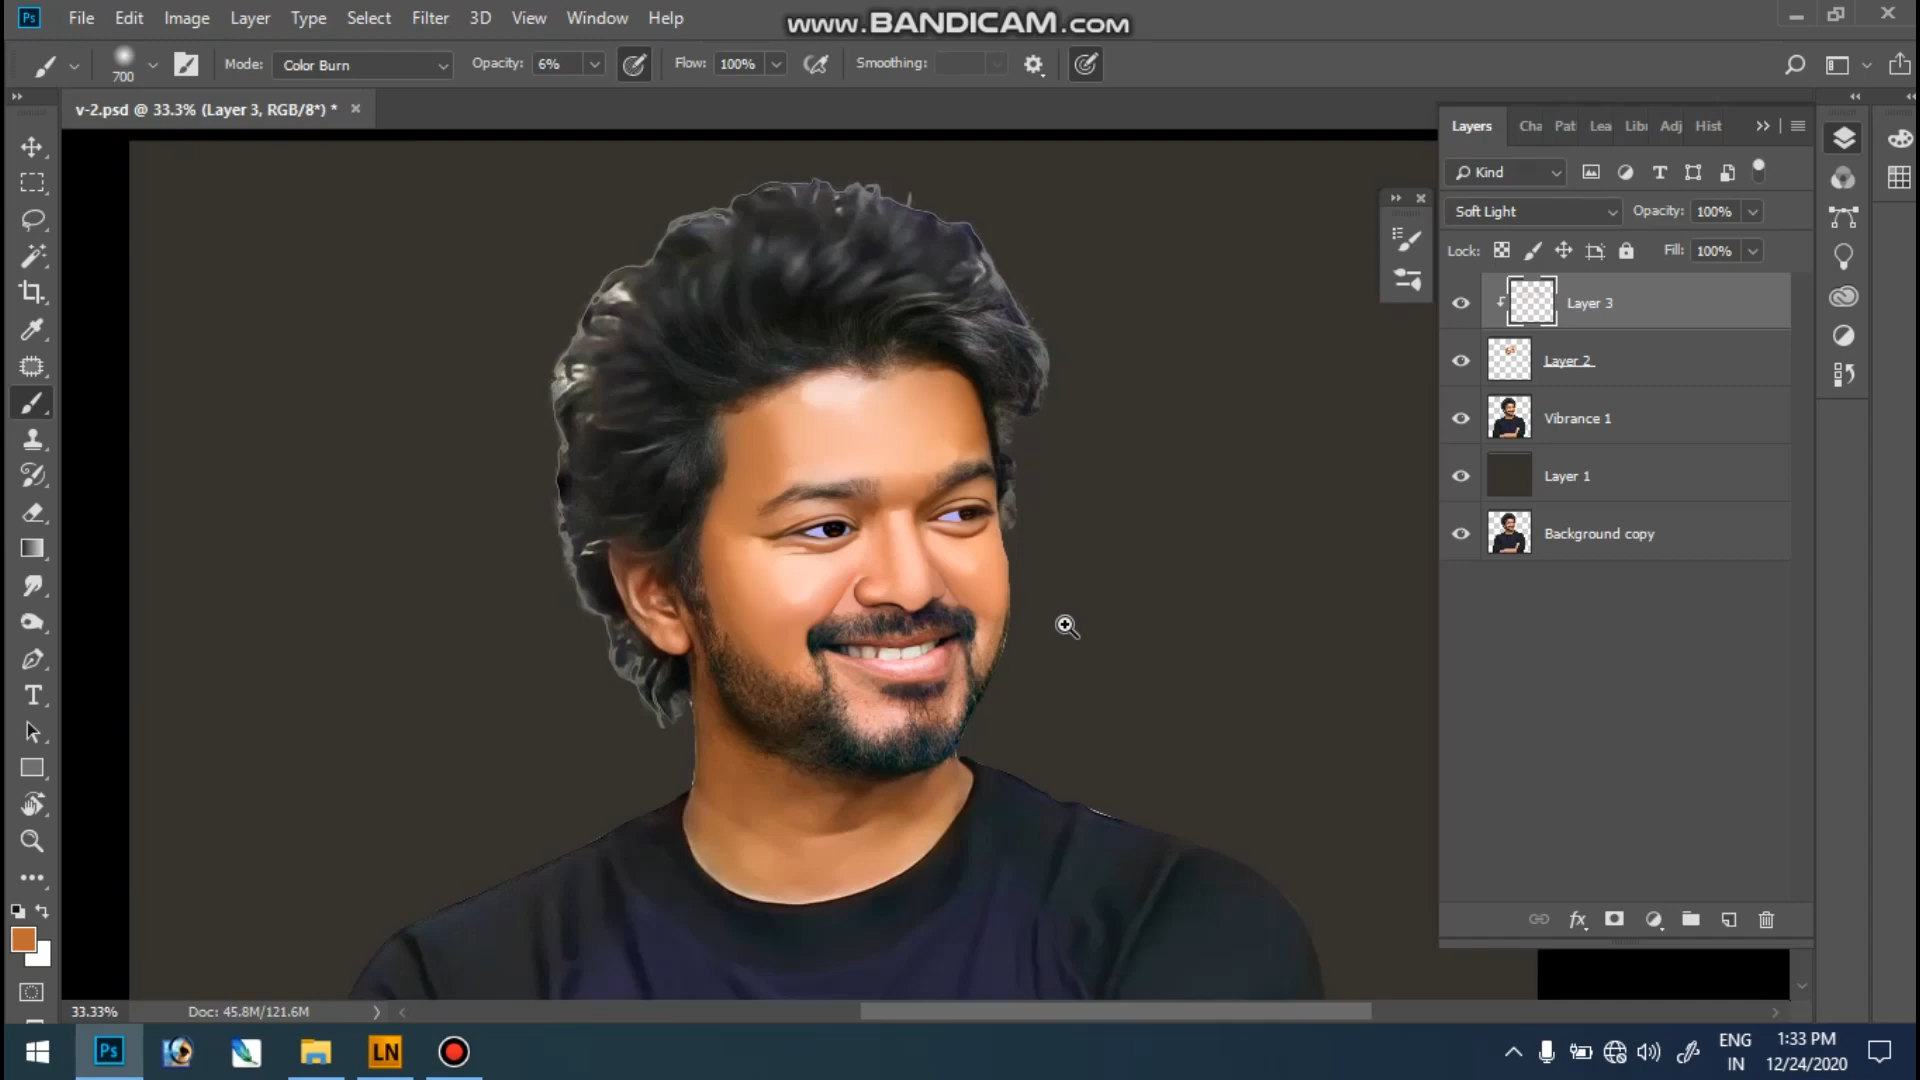 Ps File Edit Image Layer Type Select Filter 3D View Window Help
www.BANDICAM.com
700 Mode: Color Burn Opacity: 6% Flow: 100% Smoothing:
v-2.psd @ 33.3% (Layer 3, RGB/8*) *
Layers Cha Pat Lea Libr Adj Hist
Kind
Soft Light Opacity: 100%
Lock: Fill: 100%
Layer 3
Layer 2
Vibrance 1
Layer 1
Background copy
fx
33.33% Doc: 45.8M/121.6M
Ps LN
ENG 1:33 PM
IN 12/24/2020